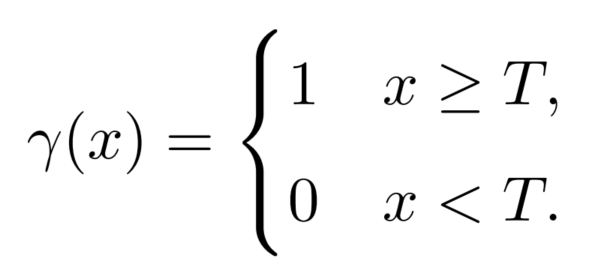 γ(x) = { 1 x ≥ T,
0 x < T.